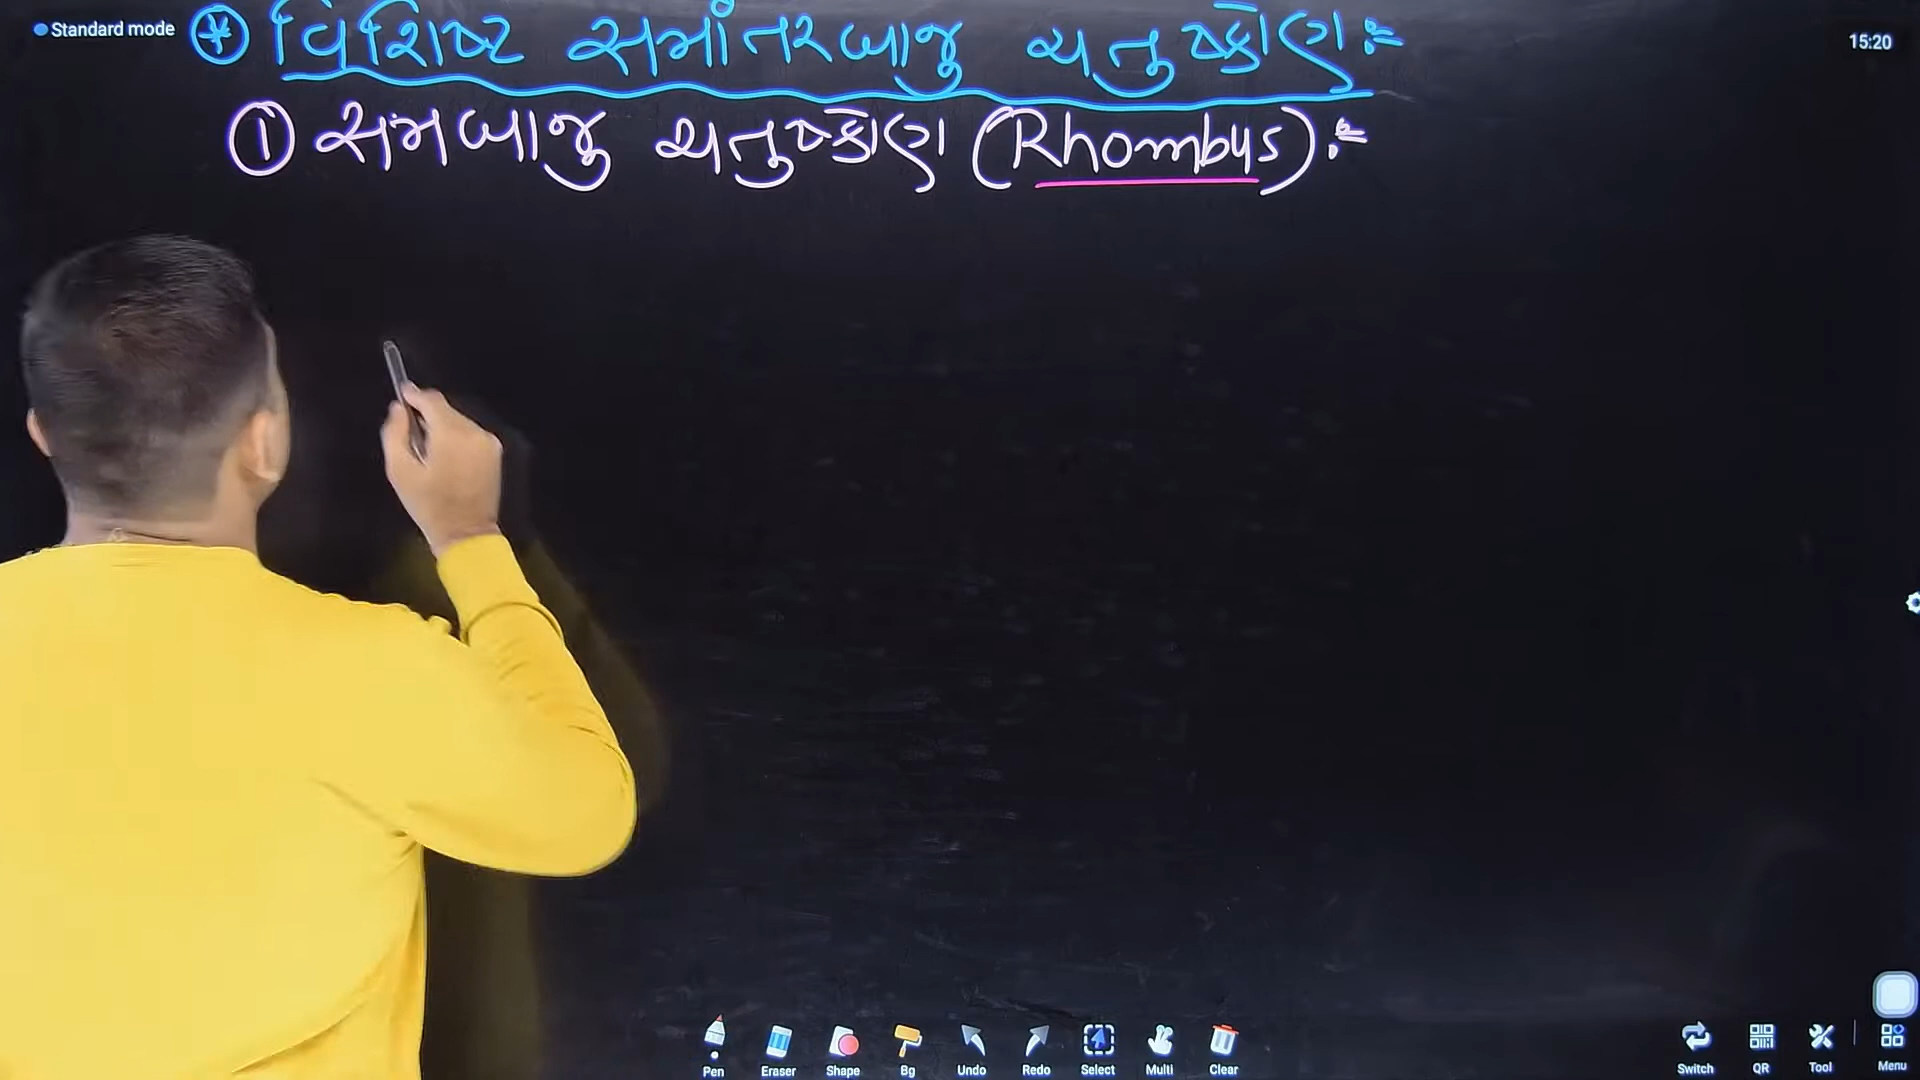 Standard mode
15:20
* વિશિષ્ટ સમાંતરબાજુ ચતુષ્કોણ :-
① સમબાજુ ચતુષ્કોણ (Rhombus) :-
Pen Eraser Shape Bg Undo Redo Select Multi Clear
Switch QR Tool Menu